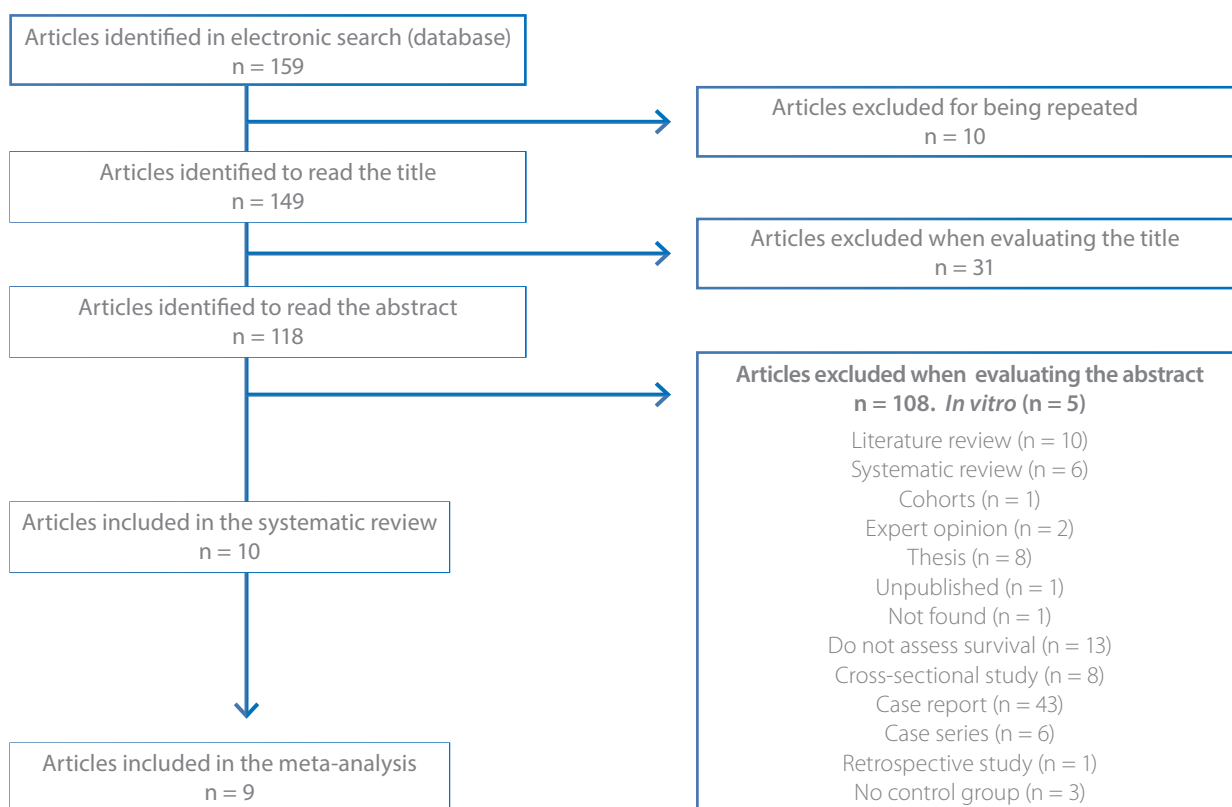 Articles identified in electronic search (database)
n = 159
Articles excluded for being repeated
n = 10
Articles identified to read the title
n = 149
Articles excluded when evaluating the title
n = 31
Articles identified to read the abstract
n = 118
Articles excluded when evaluating the abstract
n = 108. In vitro (n = 5)
Literature review (n = 10)
Systematic review (n = 6)
Cohorts (n = 1)
Expert opinion (n = 2)
Thesis (n = 8)
Unpublished (n = 1)
Not found (n = 1)
Do not assess survival (n = 13)
Cross-sectional study (n = 8)
Case report (n = 43)
Case series (n = 6)
Retrospective study (n = 1)
No control group (n = 3)
Articles included in the systematic review
n = 10
Articles included in the meta-analysis
n = 9